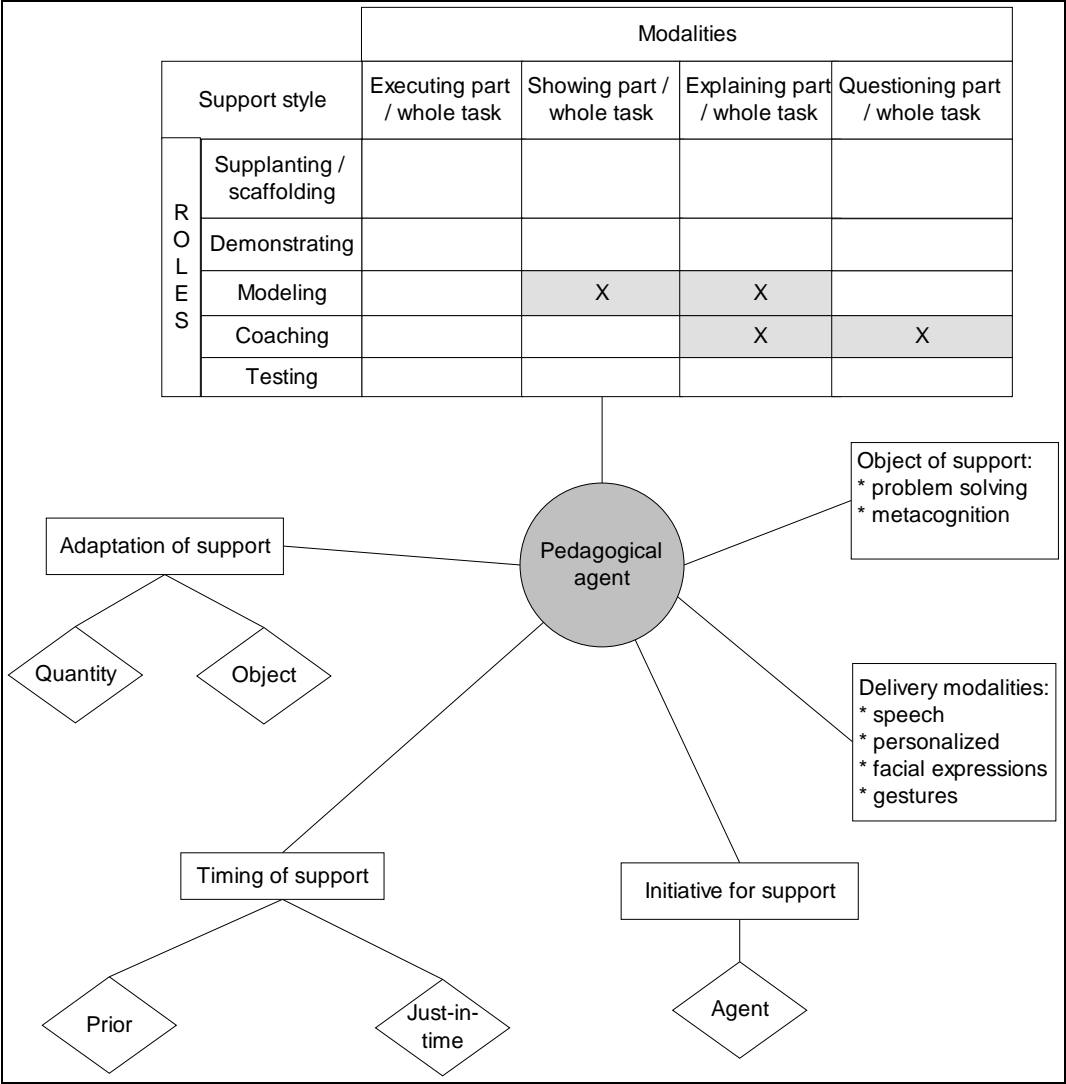 Modalities
Support style
Executing part
/ whole task
Showing part /
whole task
Explaining part
/ whole task
Questioning part
/ whole task
R
O
L
E
S
Supplanting /
scaffolding
Demonstrating
Modeling
X
X
Coaching
X
X
Testing
Object of support:
* problem solving
* metacognition
Pedagogical
agent
Adaptation of support
Quantity
Object
Delivery modalities:
* speech
* personalized
* facial expressions
* gestures
Timing of support
Initiative for support
Prior
Just-in-
time
Agent